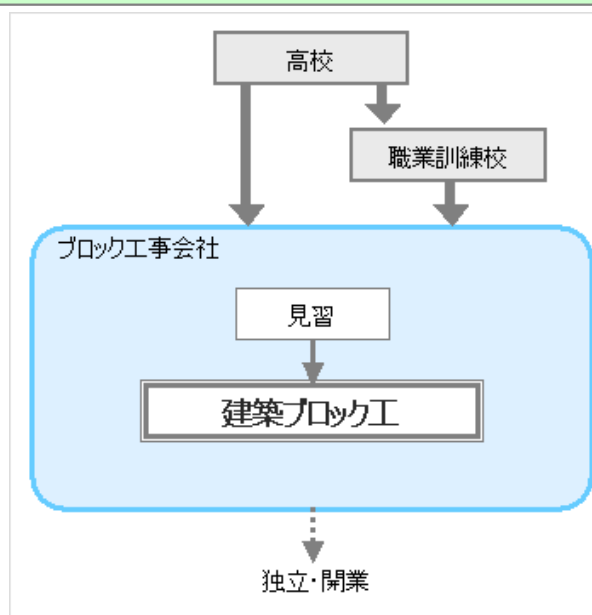 高校
職業訓練校
ブロック工事会社
見習
建築ブロック工
独立・開業